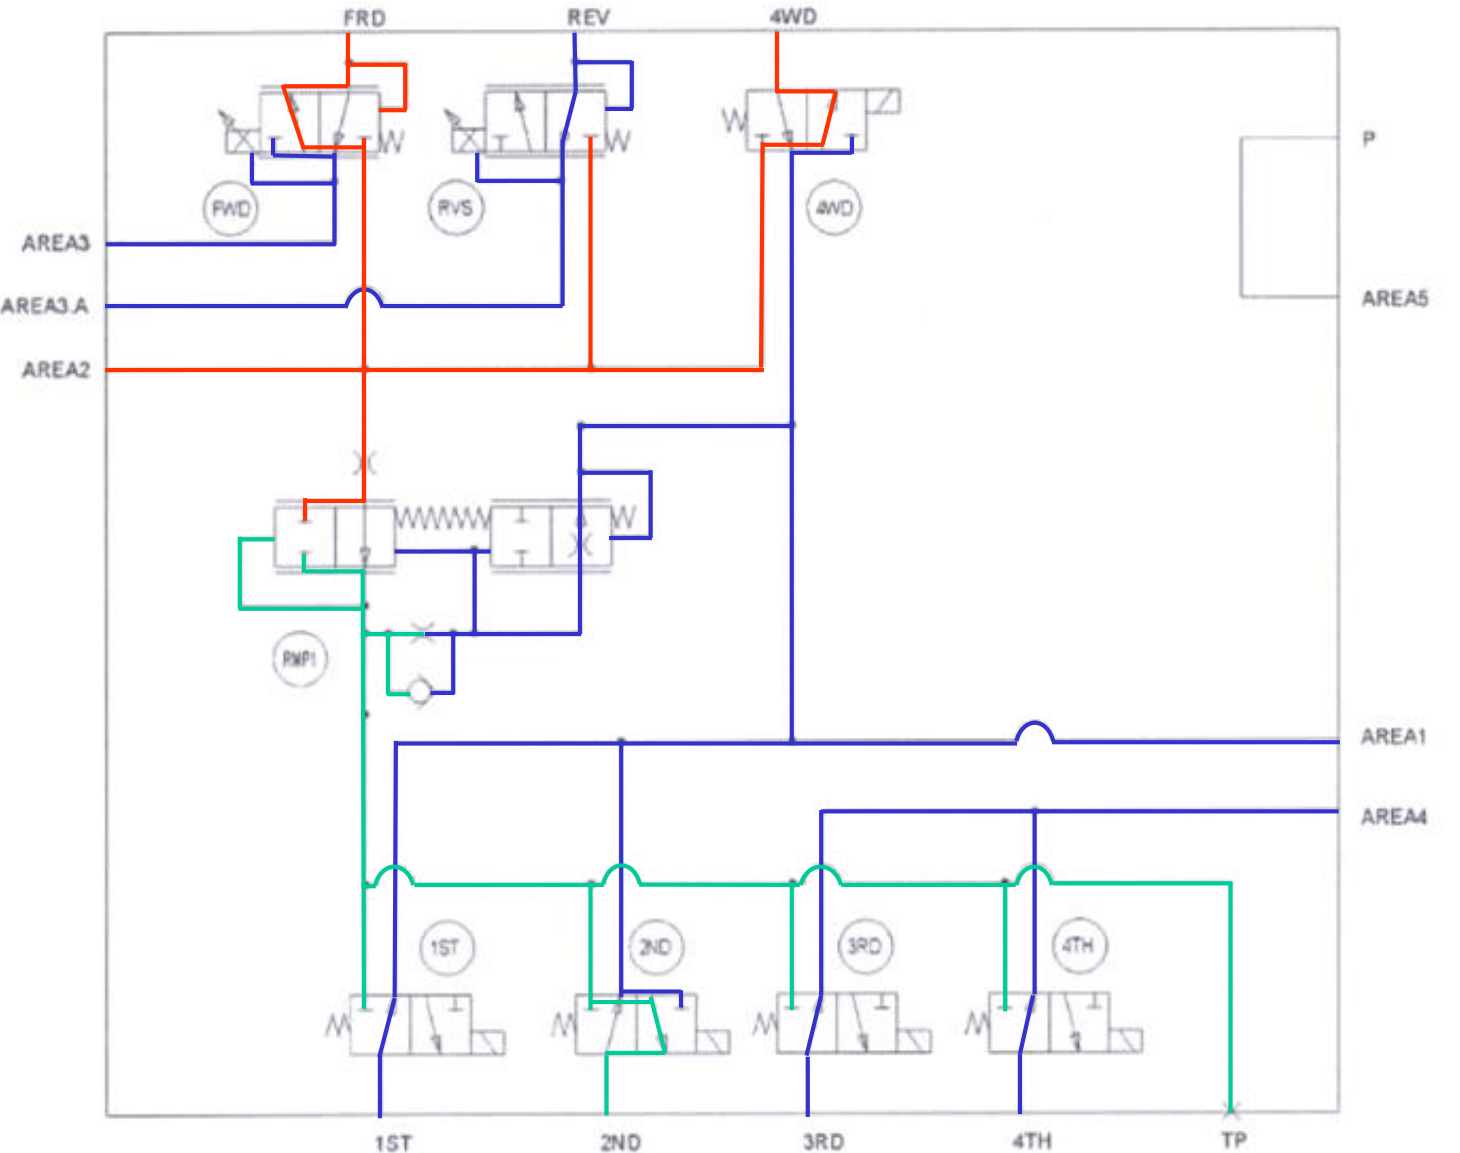 FRD REV 4WD
P
FWD RVS 4WD
AREA3
AREA5
AREA3.A
AREA2
RMP1
AREA1
AREA4
1ST 2ND 3RD 4TH
1ST 2ND 3RD 4TH TP